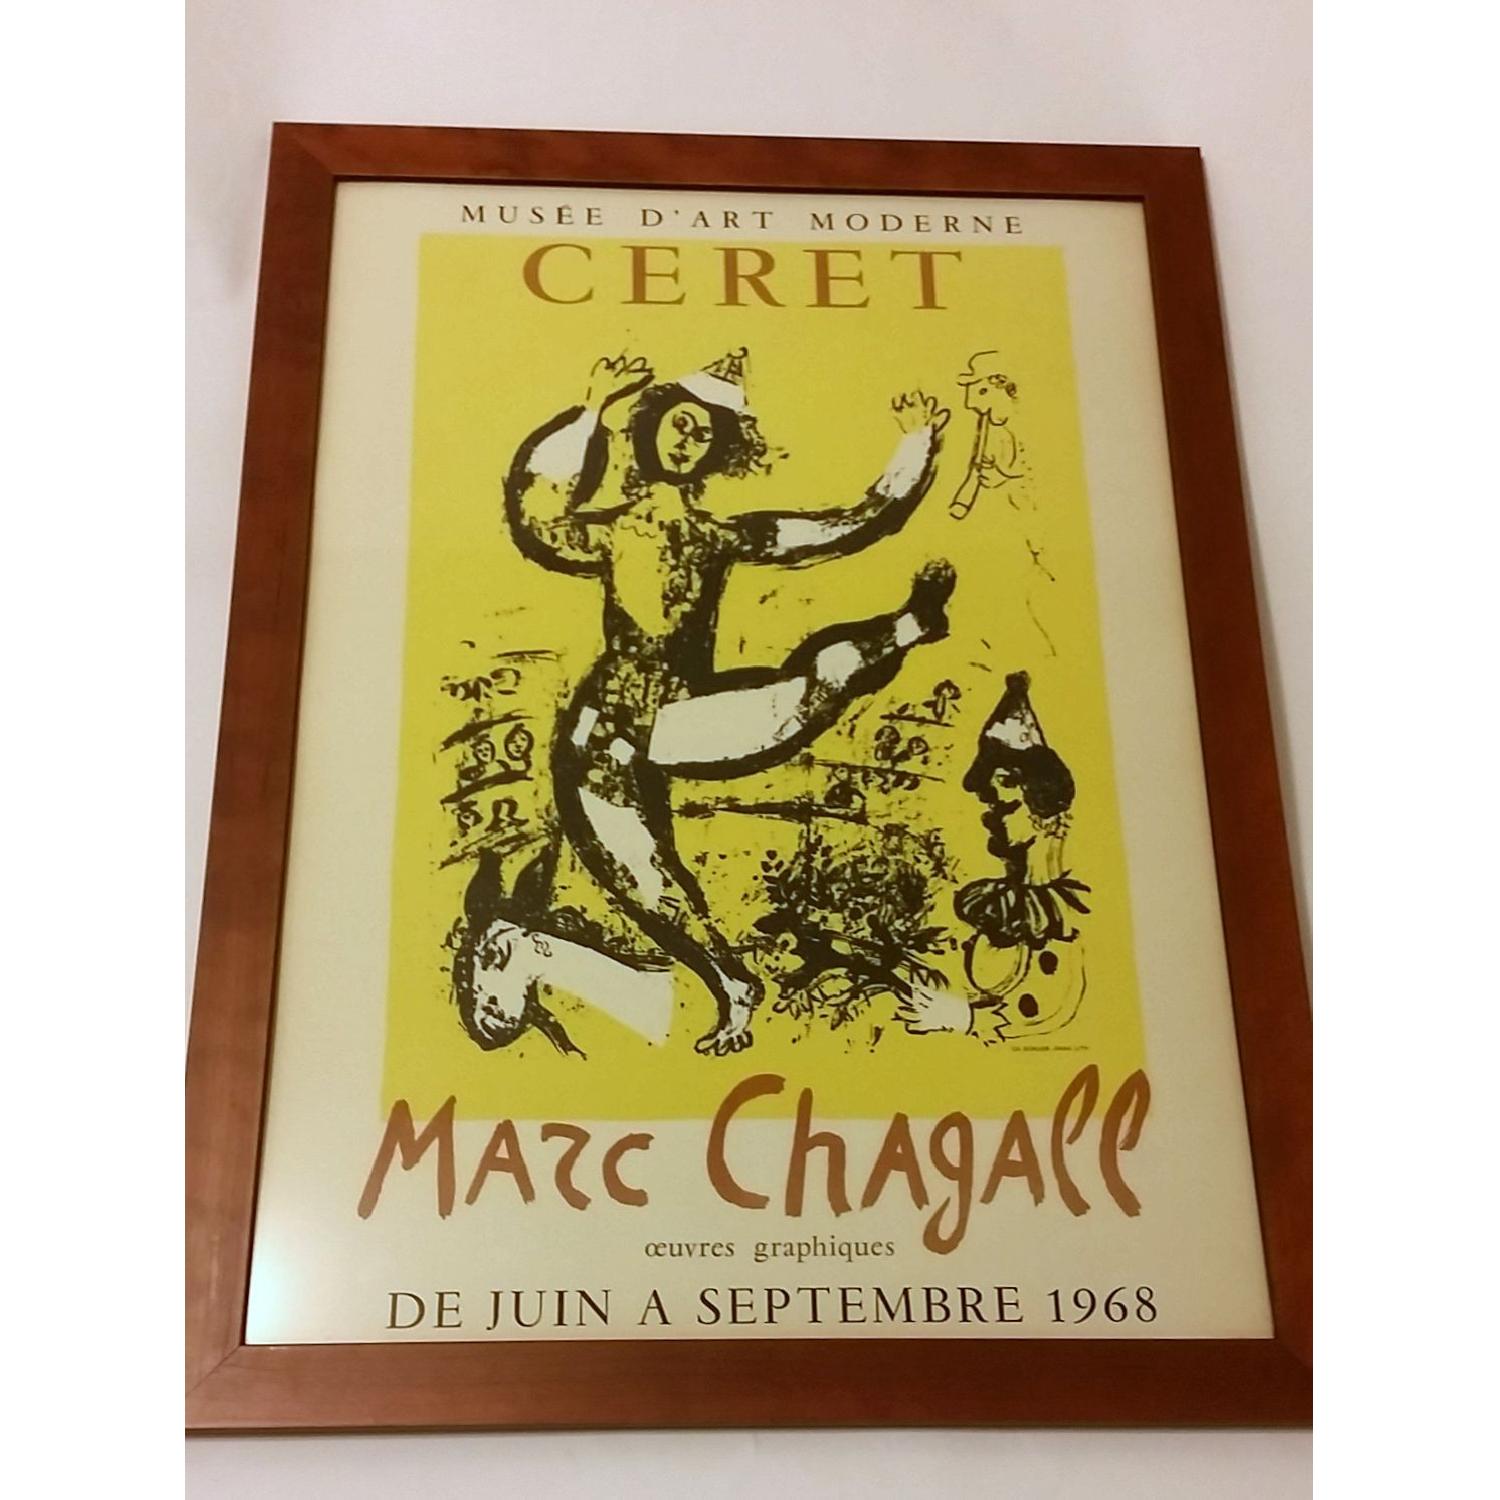 MUSÉE D'ART MODERNE
CERET
Marc Chagall
œuvres graphiques
DE JUIN A SEPTEMBRE 1968